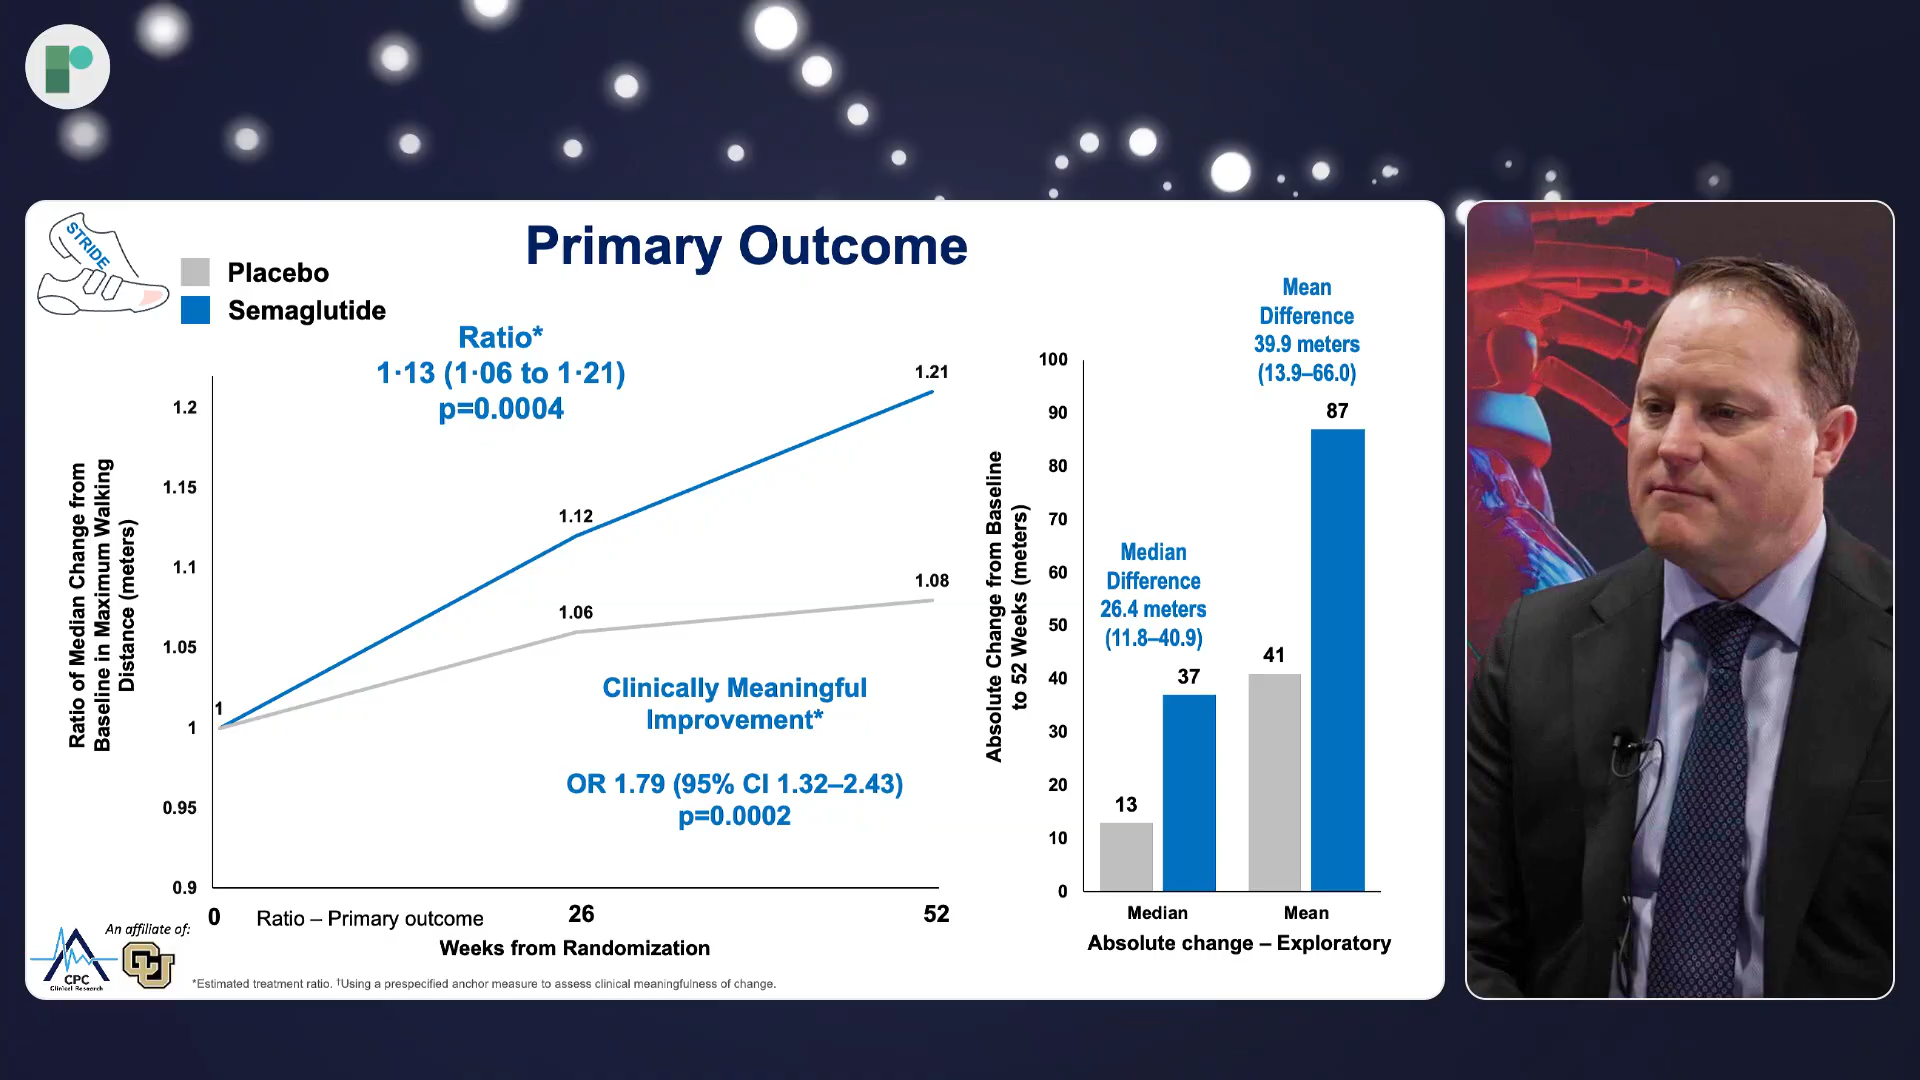 STRIDE
Primary Outcome
Placebo
Semaglutide
Ratio*
1·13 (1·06 to 1·21)
p=0.0004
Ratio of Median Change from
Baseline in Maximum Walking
Distance (meters)
1.2
1.15
1.1
1.05
1
0.95
0.9
1
1.12
1.21
1.06
1.08
Clinically Meaningful
Improvement*
OR 1.79 (95% CI 1.32–2.43)
p=0.0002
0
26
52
Ratio – Primary outcome
Weeks from Randomization
Absolute Change from Baseline
to 52 Weeks (meters)
100
90
80
70
60
50
40
30
20
10
0
Median
Difference
26.4 meters
(11.8–40.9)
13
37
Mean
Difference
39.9 meters
(13.9–66.0)
41
87
Median
Mean
Absolute change – Exploratory
An affiliate of:
CPC
Clinical Research
CU
*Estimated treatment ratio. †Using a prespecified anchor measure to assess clinical meaningfulness of change.